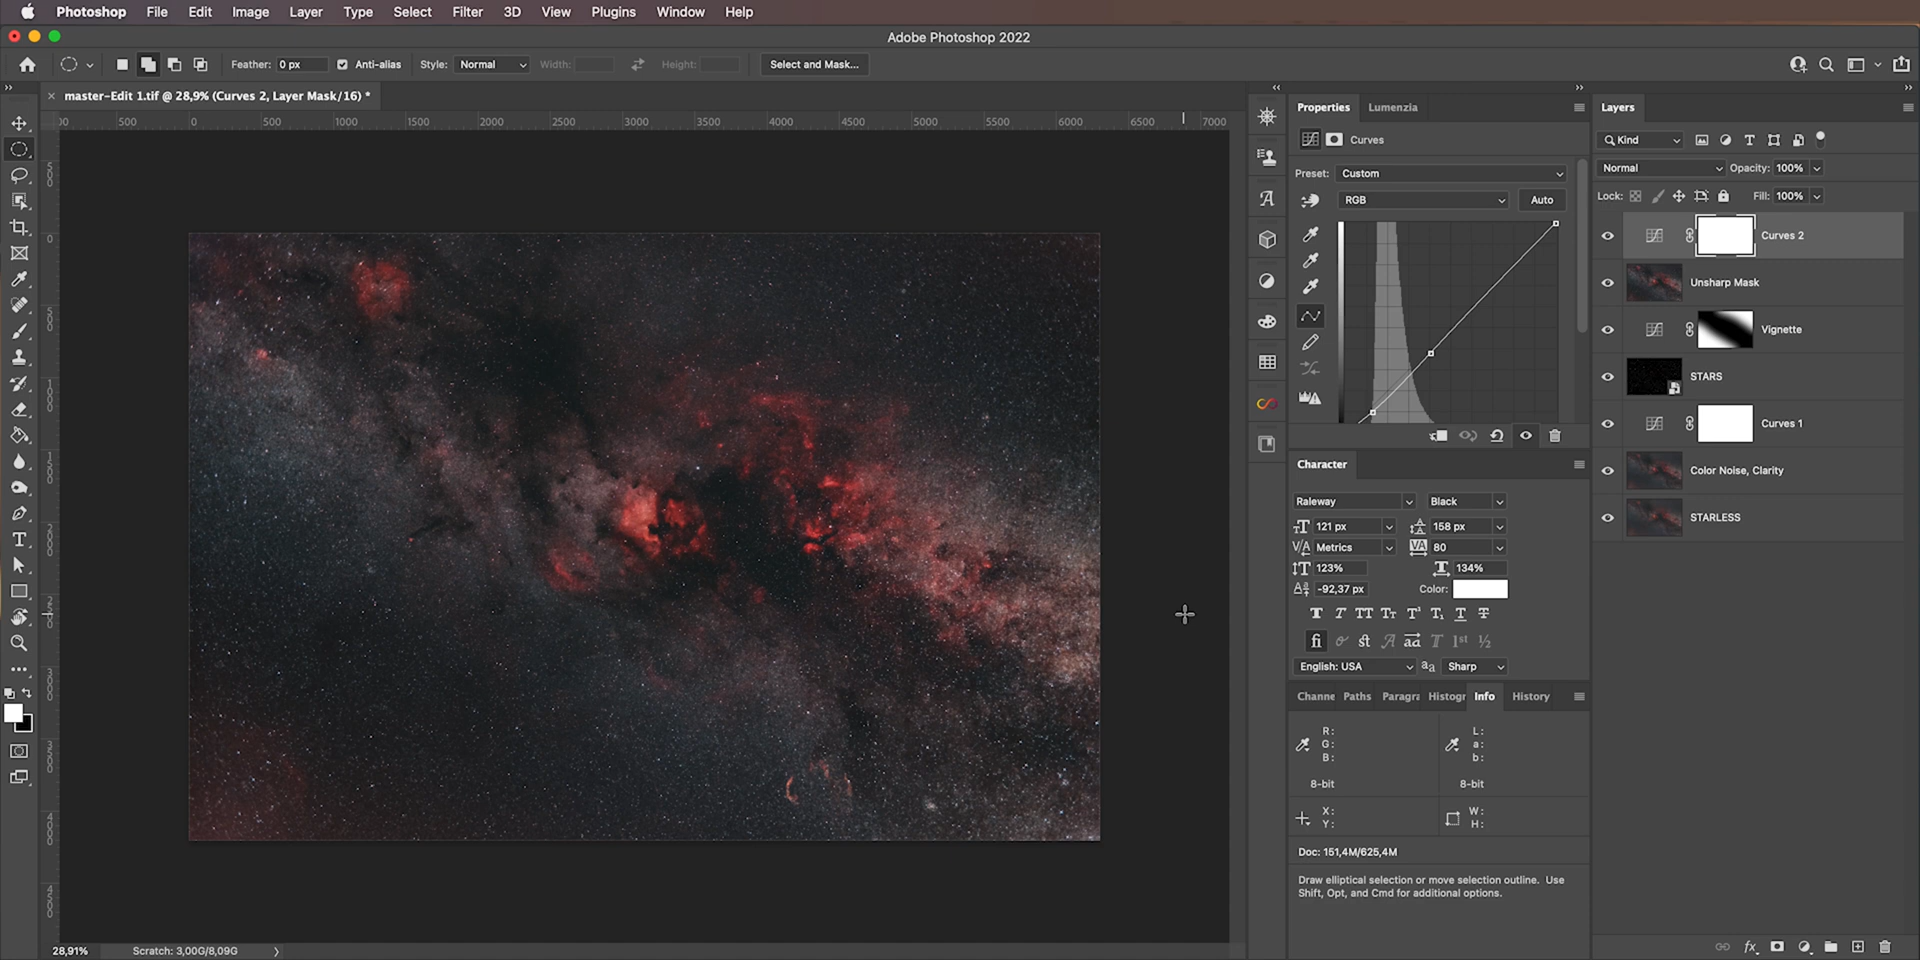 Photoshop File Edit Image Layer Type Select Filter 3D View Plugins Window Help
Adobe Photoshop 2022
Feather: 0 px Anti-alias Style: Normal Width: Height: Select and Mask...
master-Edit 1.tif @ 28,9% (Curves 2, Layer Mask/16) *
500 0 500 1000 1500 2000 2500 3000 3500 4000 4500 5000 5500 6000 6500 7000
Properties Lumenzia
Curves
Preset: Custom
RGB Auto
Character
Raleway Black
121 px 158 px
Metrics 80
123% 134%
-92,37 px Color:
English: USA Sharp
Channe Paths Paragra Histogr Info History
R: L:
G: a:
B: b:
8-bit 8-bit
X: W:
Y: H:
Doc: 151,4M/625,4M
Draw elliptical selection or move selection outline. Use
Shift, Opt, and Cmd for additional options.
Layers
Kind
Normal Opacity: 100%
Lock: Fill: 100%
Curves 2
Unsharp Mask
Vignette
STARS
Curves 1
Color Noise, Clarity
STARLESS
28,91% Scratch: 3,00G/8,09G